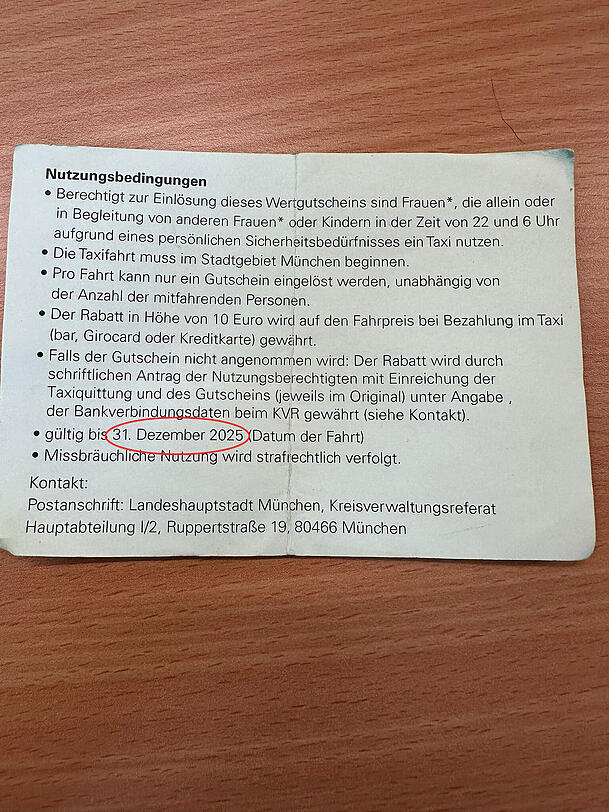 Nutzungsbedingungen
• Berechtigt zur Einlösung dieses Wertgutscheins sind Frauen*, die allein oder
in Begleitung von anderen Frauen* oder Kindern in der Zeit von 22 und 6 Uhr
aufgrund eines persönlichen Sicherheitsbedürfnisses ein Taxi nutzen.
• Die Taxifahrt muss im Stadtgebiet München beginnen.
• Pro Fahrt kann nur ein Gutschein eingelöst werden, unabhängig von
der Anzahl der mitfahrenden Personen.
• Der Rabatt in Höhe von 10 Euro wird auf den Fahrpreis bei Bezahlung im Taxi
(bar, Girocard oder Kreditkarte) gewährt.
• Falls der Gutschein nicht angenommen wird: Der Rabatt wird durch
schriftlichen Antrag der Nutzungsberechtigten mit Einreichung der
Taxiquittung und des Gutscheins (jeweils im Original) unter Angabe ,
der Bankverbindungsdaten beim KVR gewährt (siehe Kontakt).
• gültig bis 31. Dezember 2025 (Datum der Fahrt)
• Missbräuchliche Nutzung wird strafrechtlich verfolgt.
Kontakt:
Postanschrift: Landeshauptstadt München, Kreisverwaltungsreferat
Hauptabteilung I/2, Ruppertstraße 19, 80466 München